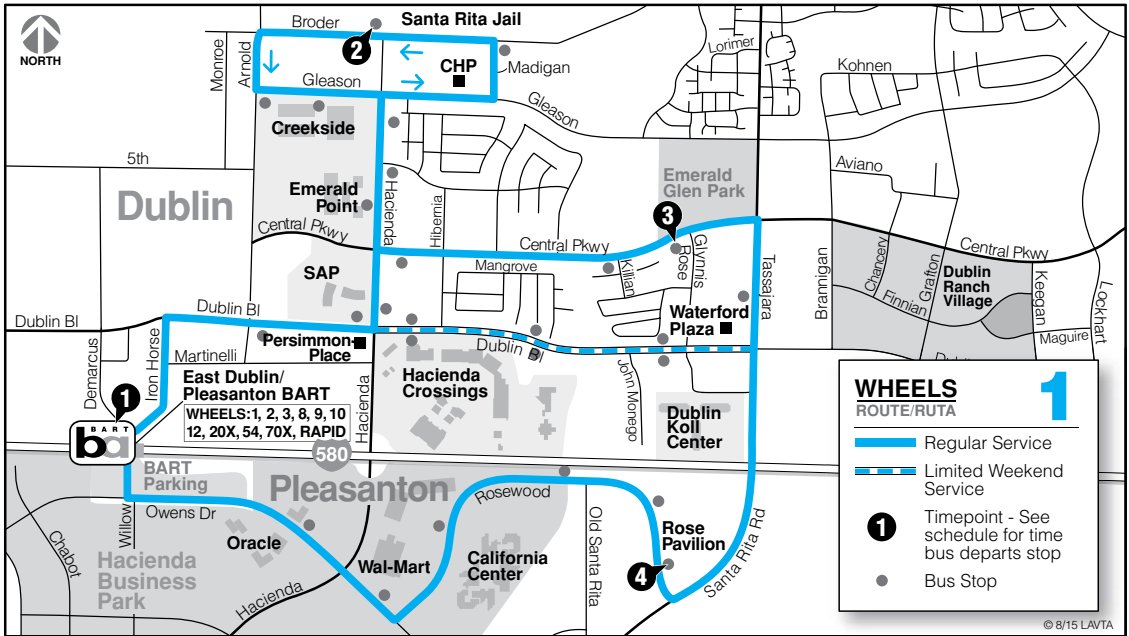 NORTH
Broder
Santa Rita Jail
2
Monroe
Arnold
Gleason
CHP
Madigan
Lorimer
Kohnen
Gleason
Creekside
5th
Dublin
Emerald
Point
Hacienda
Hibernia
Central Pkwy
Emerald
Glen Park
3
Aviano
Central Pkwy
Mangrove
Killian
Rose
Glynnis
Tassajara
Brannigan
Chancery
Grafton
Finnian
Central Pkwy
Dublin
Ranch
Village
Keegan
Lockhart
Maguire
SAP
Dublin Bl
Dublin Bl
Iron Horse
Demarcus
Martinelli
Persimmon
Place
Waterford
Plaza
Dublin Bl
John Monego
Hacienda
Hacienda
Crossings
Dublin
Koll
Center
East Dublin/
Pleasanton BART
WHEELS:1, 2, 3, 8, 9, 10
12, 20X, 54, 70X, RAPID
1
BART
ba
580
BART
Parking
Pleasanton
Rosewood
Willow
Owens Dr
Chabot
Oracle
Hacienda
Business
Park
Hacienda
Wal-Mart
California
Center
Old Santa Rita
Rose
Pavilion
4
Santa Rita Rd
WHEELS
ROUTE/RUTA
1
Regular Service
Limited Weekend
Service
1
Timepoint - See
schedule for time
bus departs stop
Bus Stop
© 8/15 LAVTA